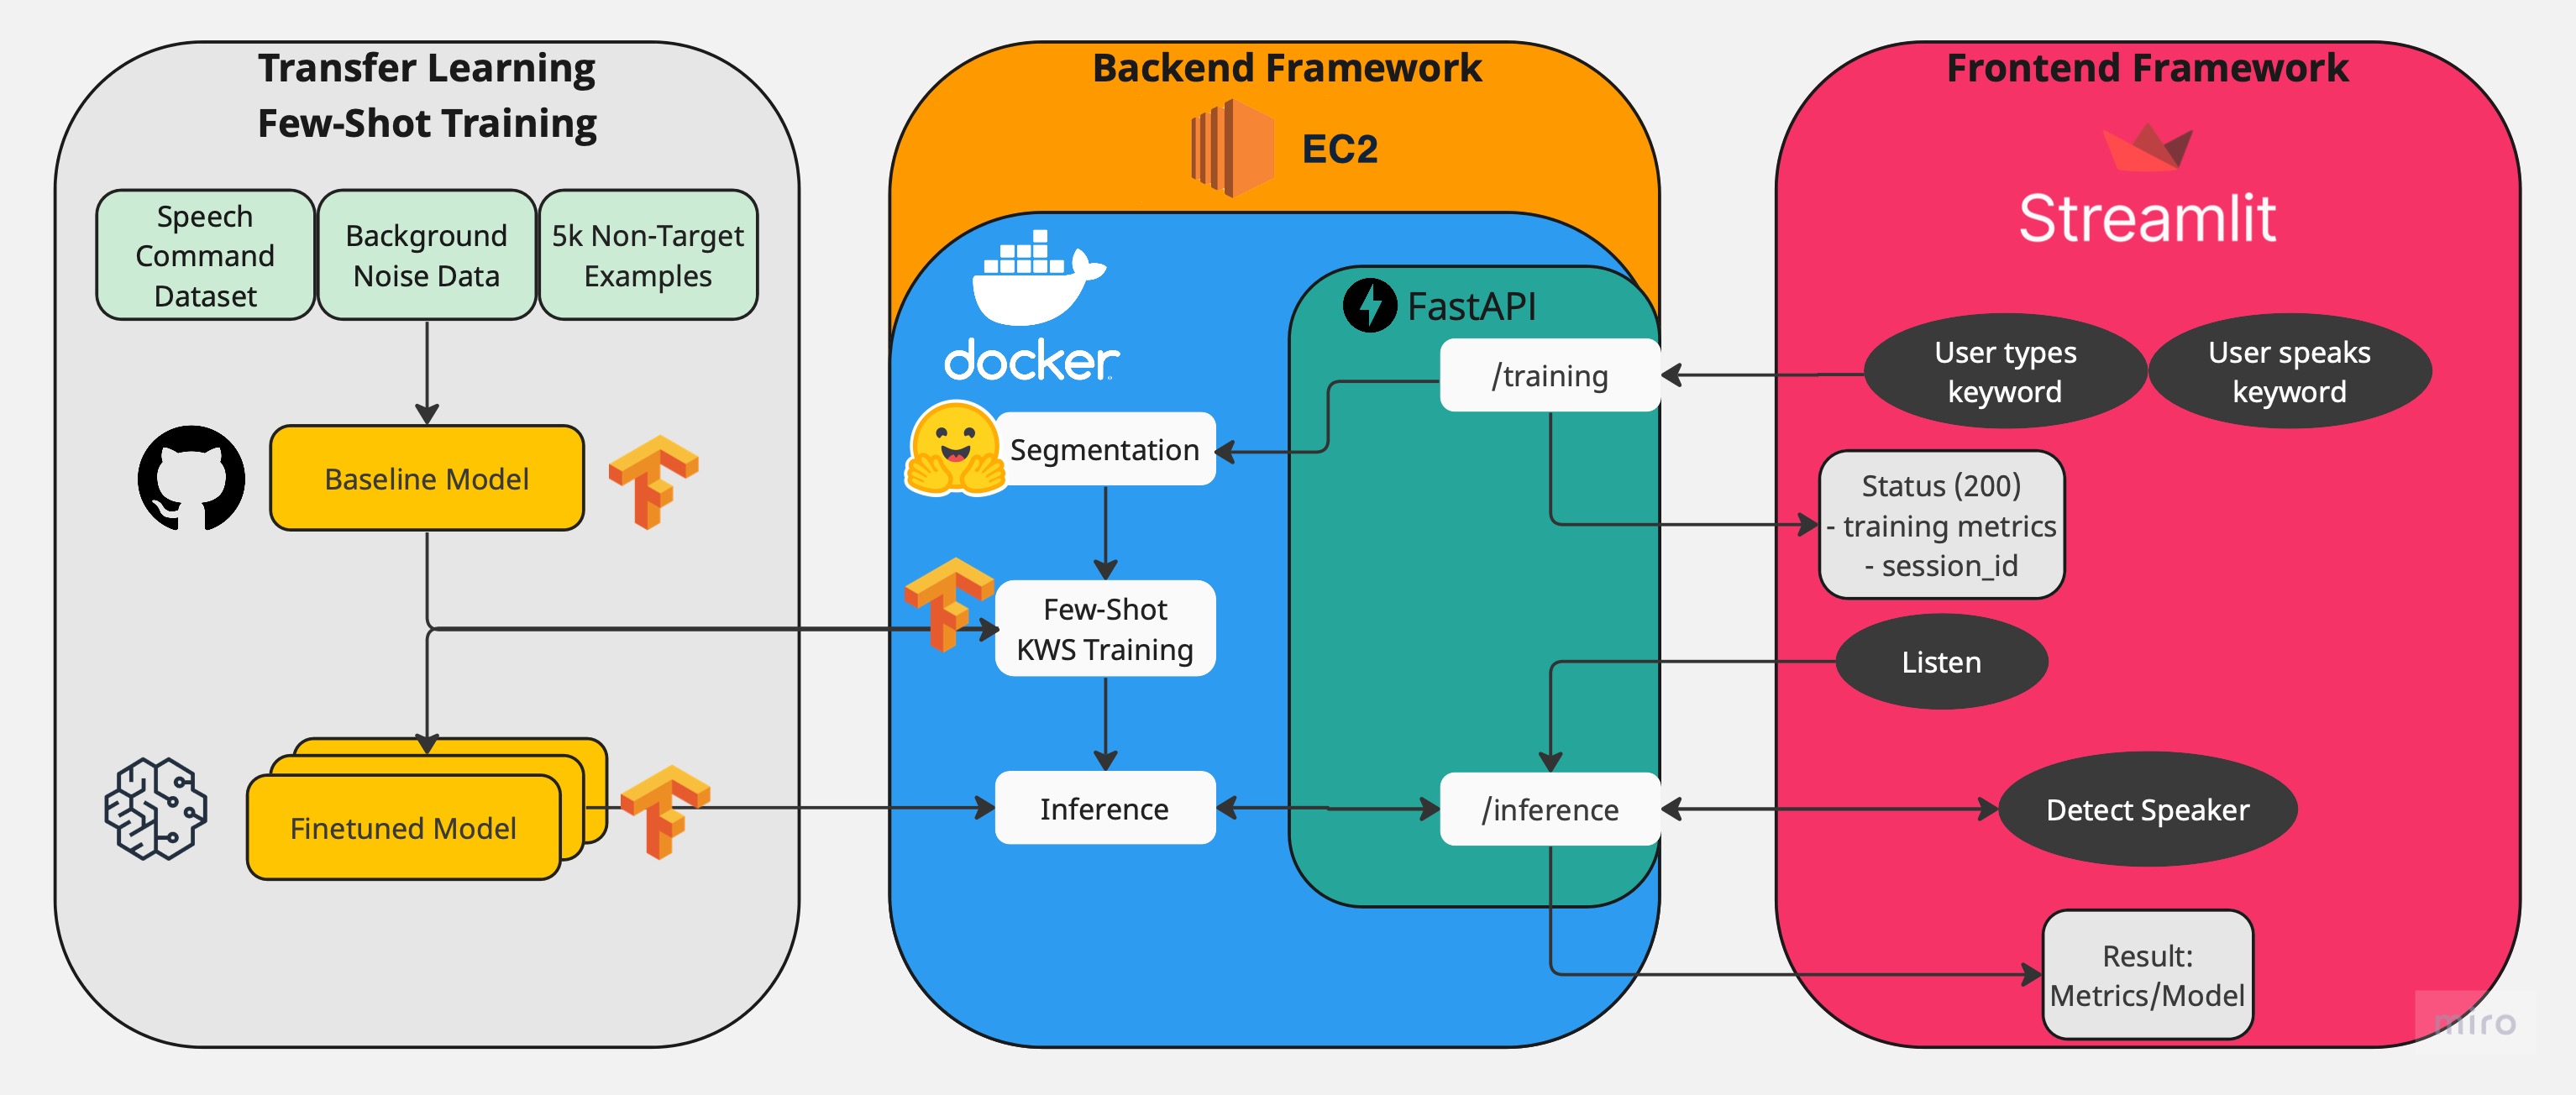 Transfer Learning
Few-Shot Training
Speech
Command
Dataset
Background
Noise Data
5k Non-Target
Examples
Baseline Model
Finetuned Model
Backend Framework
EC2
docker
FastAPI
/training
Segmentation
Few-Shot
KWS Training
Inference
/inference
Frontend Framework
Streamlit
User types
keyword
User speaks
keyword
Status (200)
- training metrics
- session_id
Listen
Detect Speaker
Result:
Metrics/Model
miro